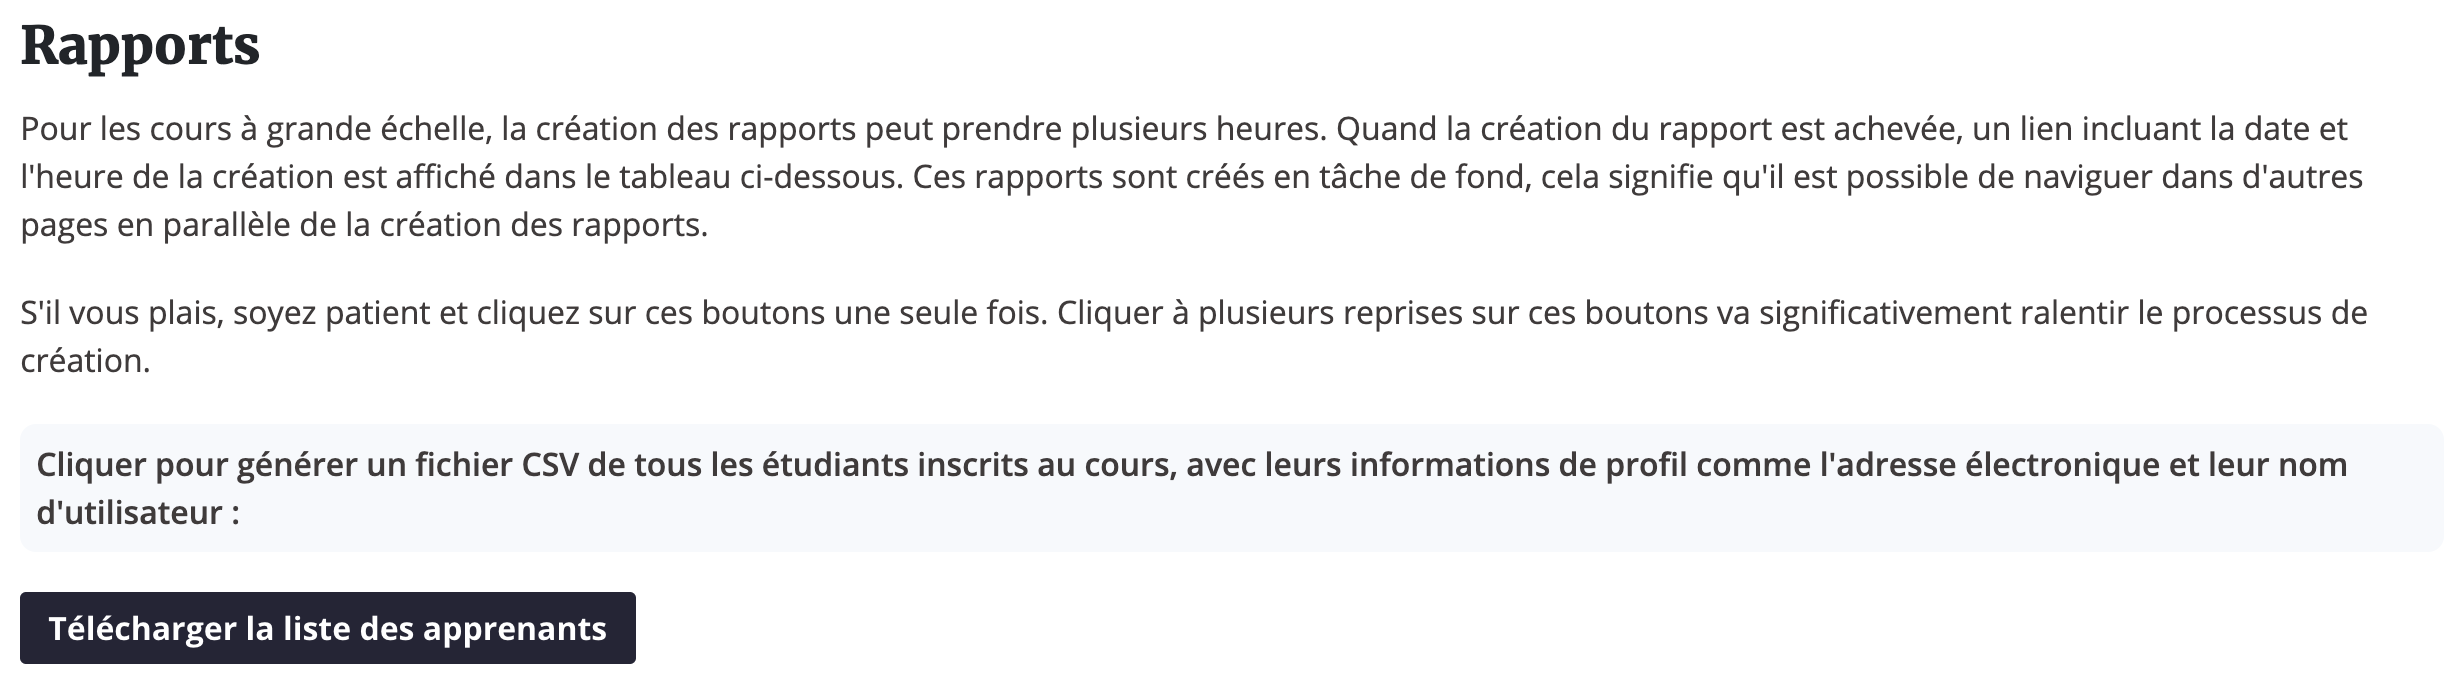 Rapports
Pour les cours à grande échelle, la création des rapports peut prendre plusieurs heures. Quand la création du rapport est achevée, un lien incluant la date et
l'heure de la création est affiché dans le tableau ci-dessous. Ces rapports sont créés en tâche de fond, cela signifie qu'il est possible de naviguer dans d'autres
pages en parallèle de la création des rapports.
S'il vous plais, soyez patient et cliquez sur ces boutons une seule fois. Cliquer à plusieurs reprises sur ces boutons va significativement ralentir le processus de
création.
Cliquer pour générer un fichier CSV de tous les étudiants inscrits au cours, avec leurs informations de profil comme l'adresse électronique et leur nom
d'utilisateur :
Télécharger la liste des apprenants